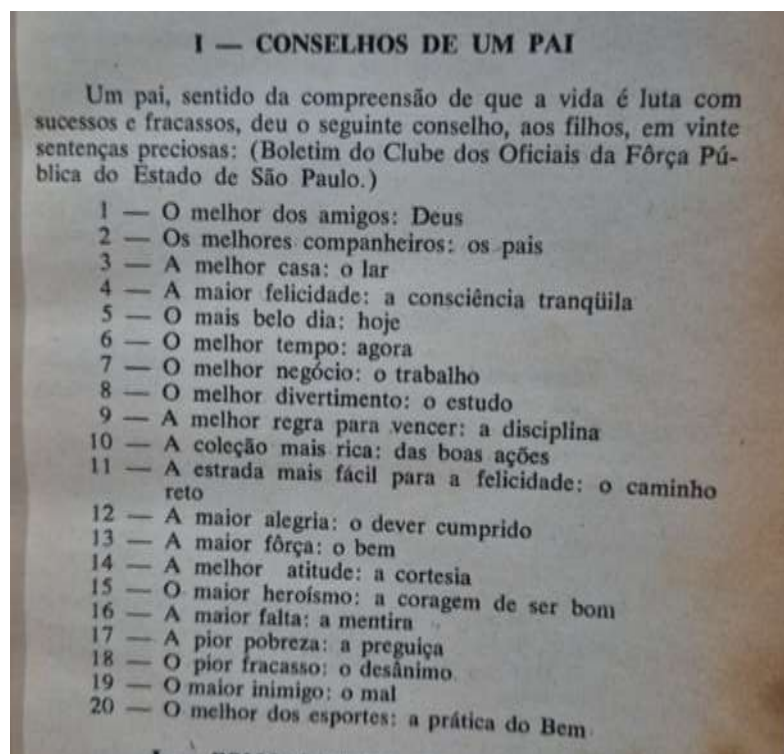 I — CONSELHOS DE UM PAI
Um pai, sentido da compreensão de que a vida é luta com
sucessos e fracassos, deu o seguinte conselho, aos filhos, em vinte
sentenças preciosas: (Boletim do Clube dos Oficiais da Fôrça Pú-
blica do Estado de São Paulo.)
1 — O melhor dos amigos: Deus
2 — Os melhores companheiros: os pais
3 — A melhor casa: o lar
4 — A maior felicidade: a consciência tranqüila
5 — O mais belo dia: hoje
6 — O melhor tempo: agora
7 — O melhor negócio: o trabalho
8 — O melhor divertimento: o estudo
9 — A melhor regra para vencer: a disciplina
10 — A coleção mais rica: das boas ações
11 — A estrada mais fácil para a felicidade: o caminho
reto
12 — A maior alegria: o dever cumprido
13 — A maior fôrça: o bem
14 — A melhor atitude: a cortesia
15 — O maior heroísmo: a coragem de ser bom
16 — A maior falta: a mentira
17 — A pior pobreza: a preguiça
18 — O pior fracasso: o desânimo
19 — O maior inimigo: o mal
20 — O melhor dos esportes: a prática do Bem